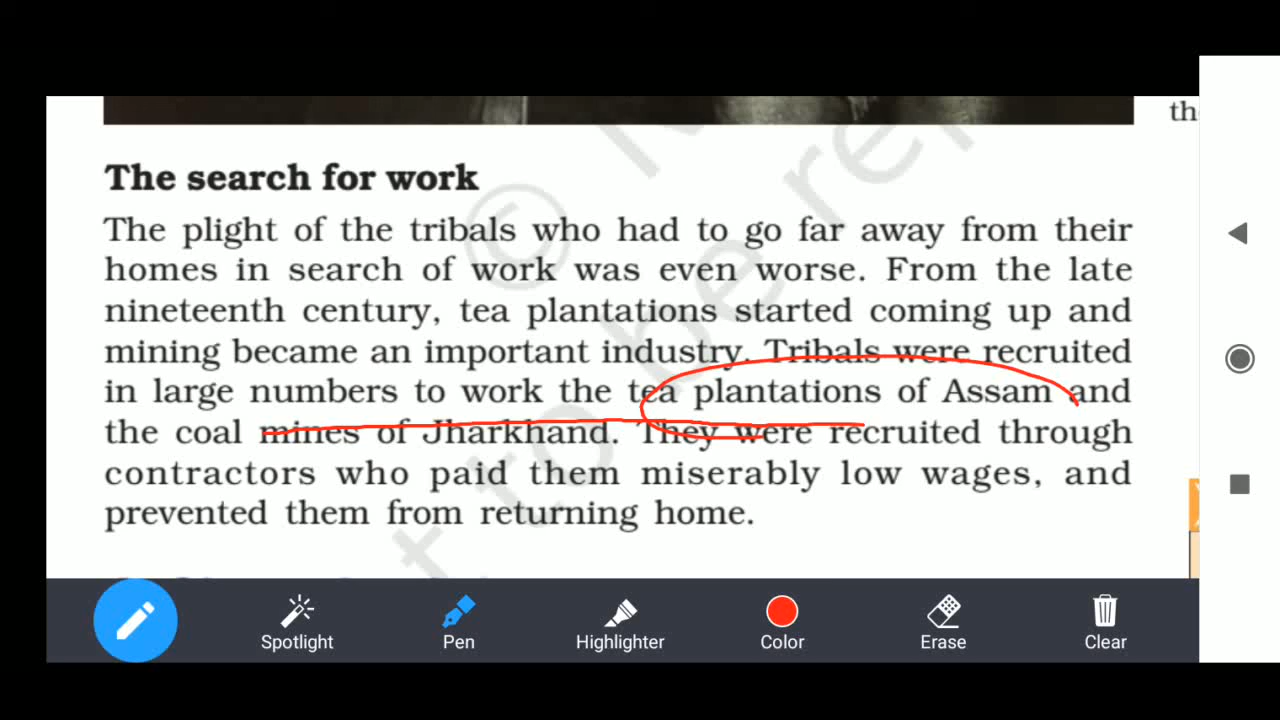 th
The search for work
The plight of the tribals who had to go far away from their
homes in search of work was even worse. From the late
nineteenth century, tea plantations started coming up and
mining became an important industry. Tribals were recruited
in large numbers to work the tea plantations of Assam and
the coal mines of Jharkhand. They were recruited through
contractors who paid them miserably low wages, and
prevented them from returning home.
Spotlight Pen Highlighter Color Erase Clear